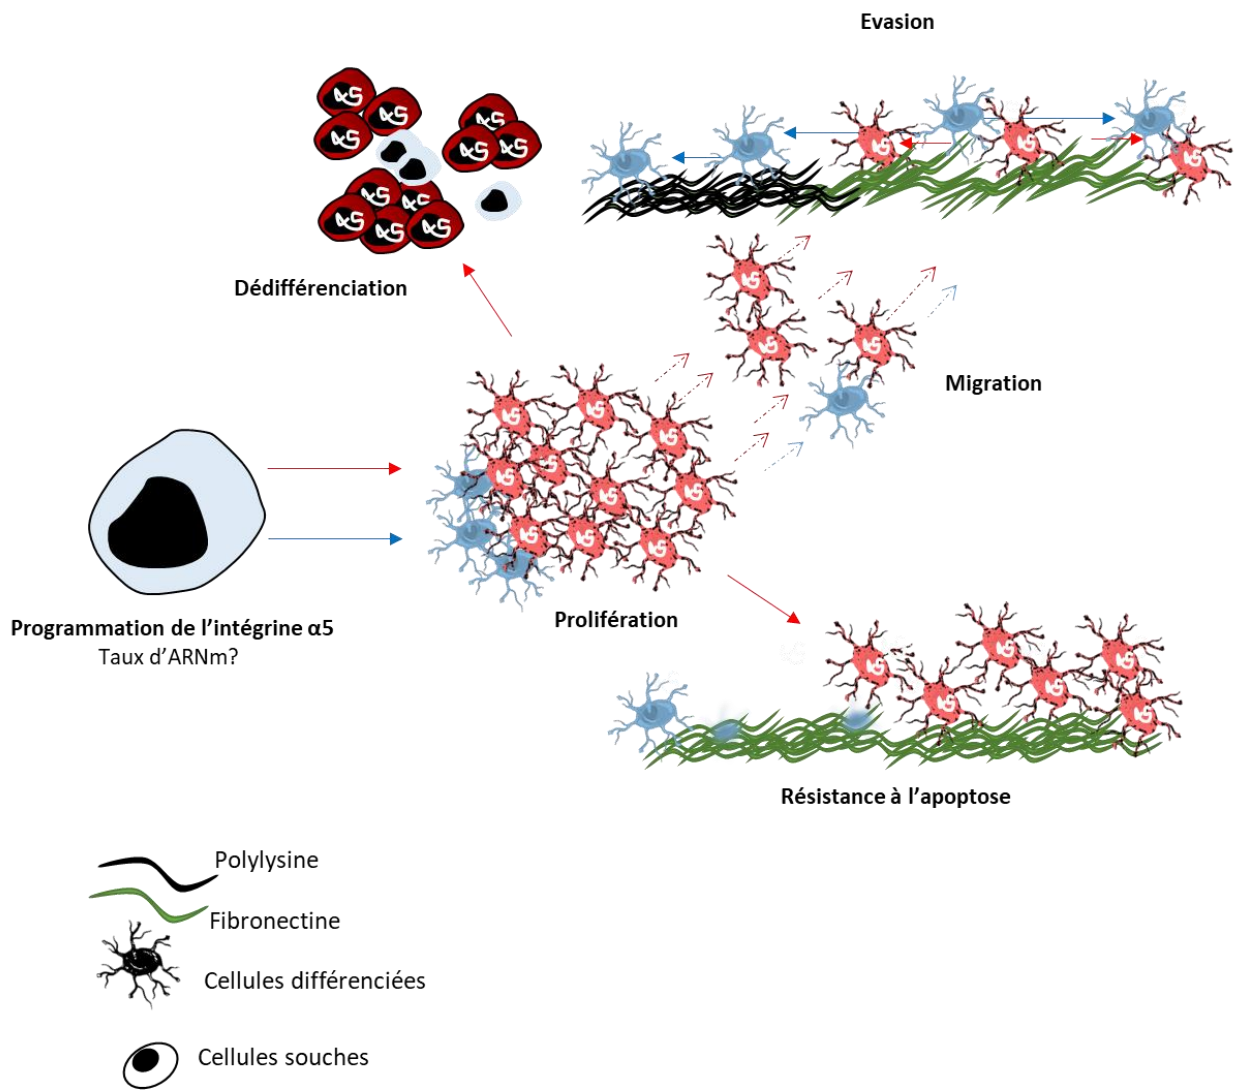 Evasion
Dédifférenciation
Migration
Programmation de l'intégrine α5
Taux d'ARNm?
Prolifération
Résistance à l'apoptose
Polylysine
Fibronectine
Cellules différenciées
Cellules souches